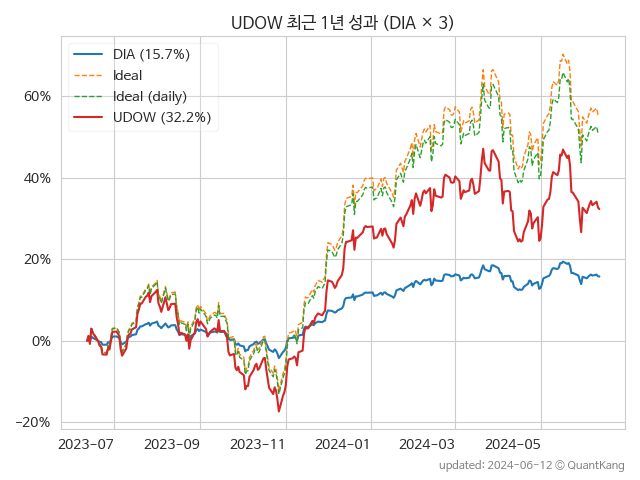 UDOW 최근 1년 성과 (DIA × 3)
DIA (15.7%)
Ideal
Ideal (daily)
UDOW (32.2%)
60%
40%
20%
0%
−20%
2023−07
2023−09
2023−11
2024−01
2024−03
2024−05
updated: 2024−06−12 ⓒ QuantKang